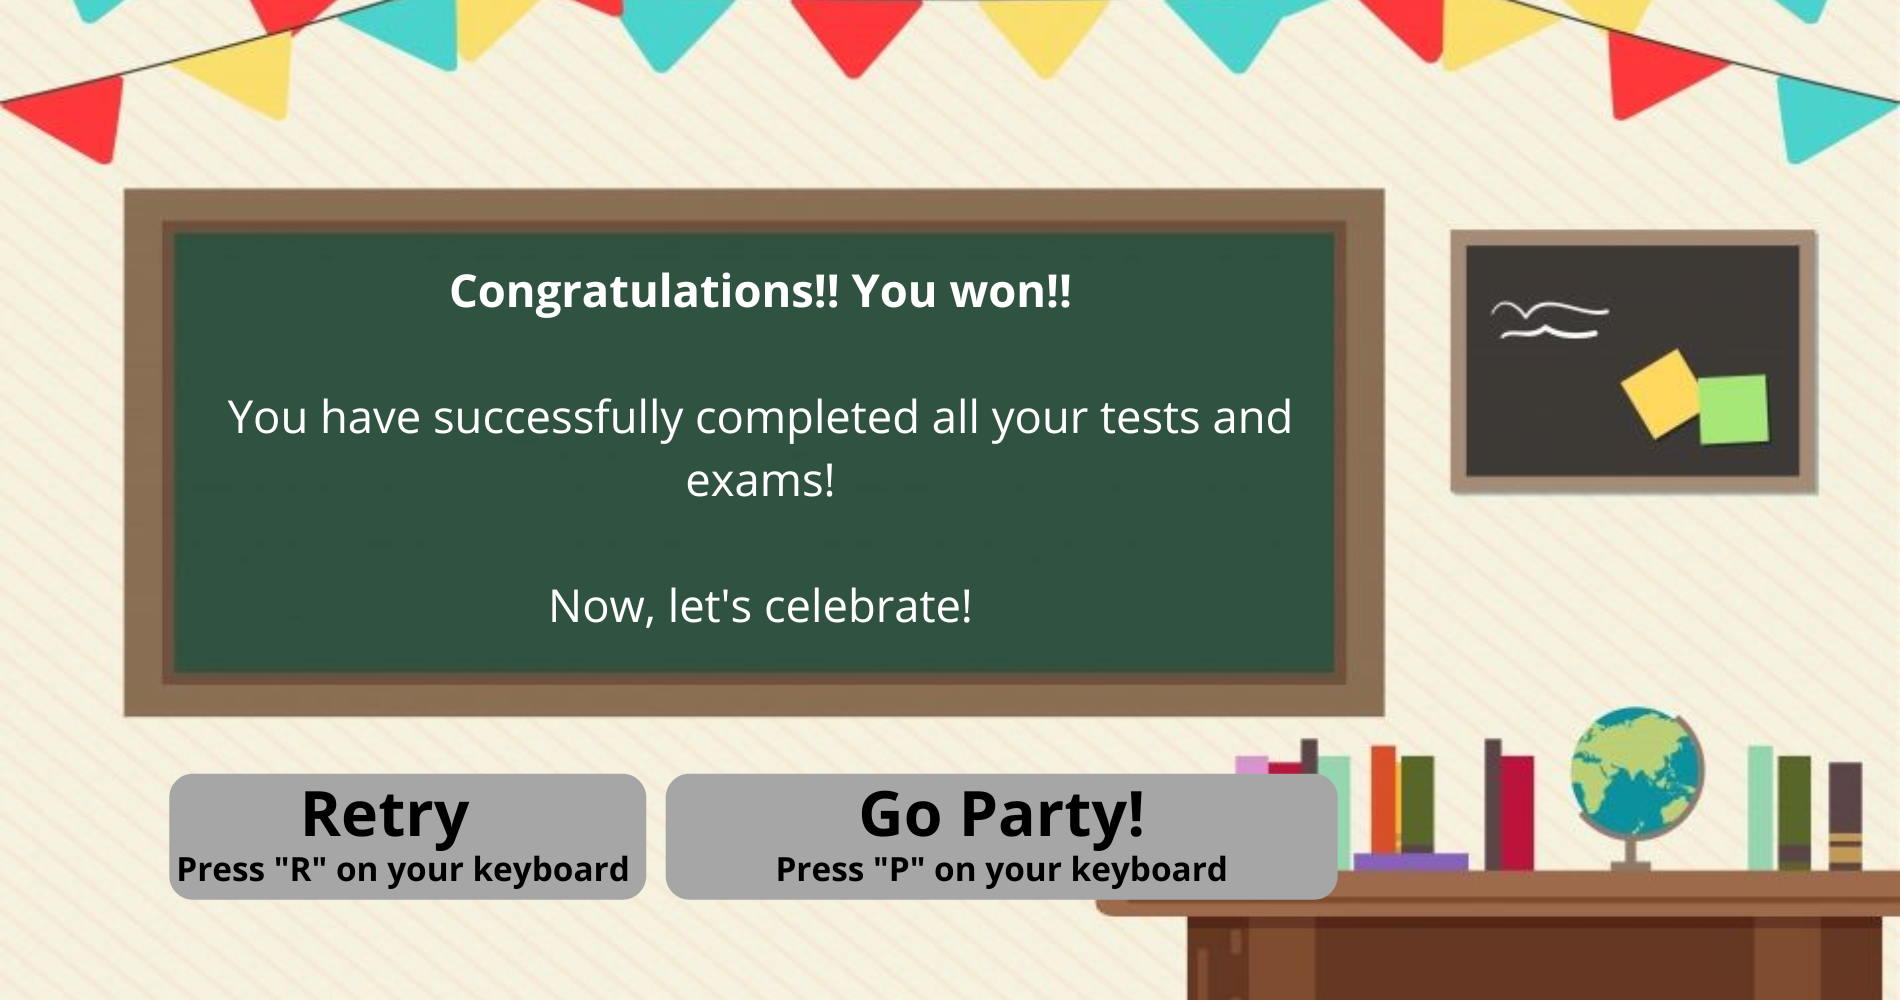 Congratulations!! You won!!
You have successfully completed all your tests and
exams!
Now, let's celebrate!
Retry
Press "R" on your keyboard
Go Party!
Press "P" on your keyboard